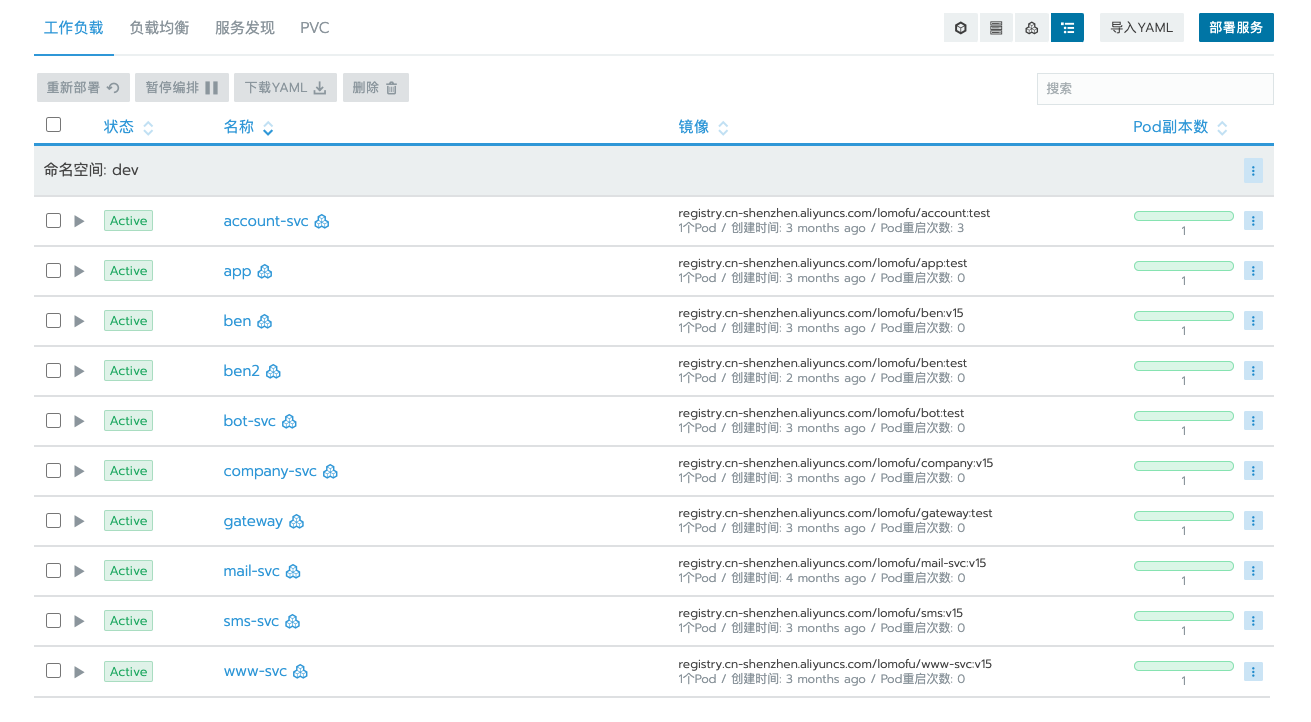 工作负载 负载均衡 服务发现 PVC 导入YAML 部署服务
重新部署 暂停编排 下载YAML 删除 搜索
状态 名称 镜像 Pod副本数
命名空间: dev
Active account-svc registry.cn-shenzhen.aliyuncs.com/lomofu/account:test
1个Pod / 创建时间: 3 months ago / Pod重启次数: 3 1
Active app registry.cn-shenzhen.aliyuncs.com/lomofu/app:test
1个Pod / 创建时间: 3 months ago / Pod重启次数: 0 1
Active ben registry.cn-shenzhen.aliyuncs.com/lomofu/ben:v15
1个Pod / 创建时间: 3 months ago / Pod重启次数: 0 1
Active ben2 registry.cn-shenzhen.aliyuncs.com/lomofu/ben:test
1个Pod / 创建时间: 2 months ago / Pod重启次数: 0 1
Active bot-svc registry.cn-shenzhen.aliyuncs.com/lomofu/bot:test
1个Pod / 创建时间: 3 months ago / Pod重启次数: 0 1
Active company-svc registry.cn-shenzhen.aliyuncs.com/lomofu/company:v15
1个Pod / 创建时间: 3 months ago / Pod重启次数: 0 1
Active gateway registry.cn-shenzhen.aliyuncs.com/lomofu/gateway:test
1个Pod / 创建时间: 3 months ago / Pod重启次数: 0 1
Active mail-svc registry.cn-shenzhen.aliyuncs.com/lomofu/mail-svc:v15
1个Pod / 创建时间: 4 months ago / Pod重启次数: 0 1
Active sms-svc registry.cn-shenzhen.aliyuncs.com/lomofu/sms:v15
1个Pod / 创建时间: 3 months ago / Pod重启次数: 0 1
Active www-svc registry.cn-shenzhen.aliyuncs.com/lomofu/www-svc:v15
1个Pod / 创建时间: 3 months ago / Pod重启次数: 0 1